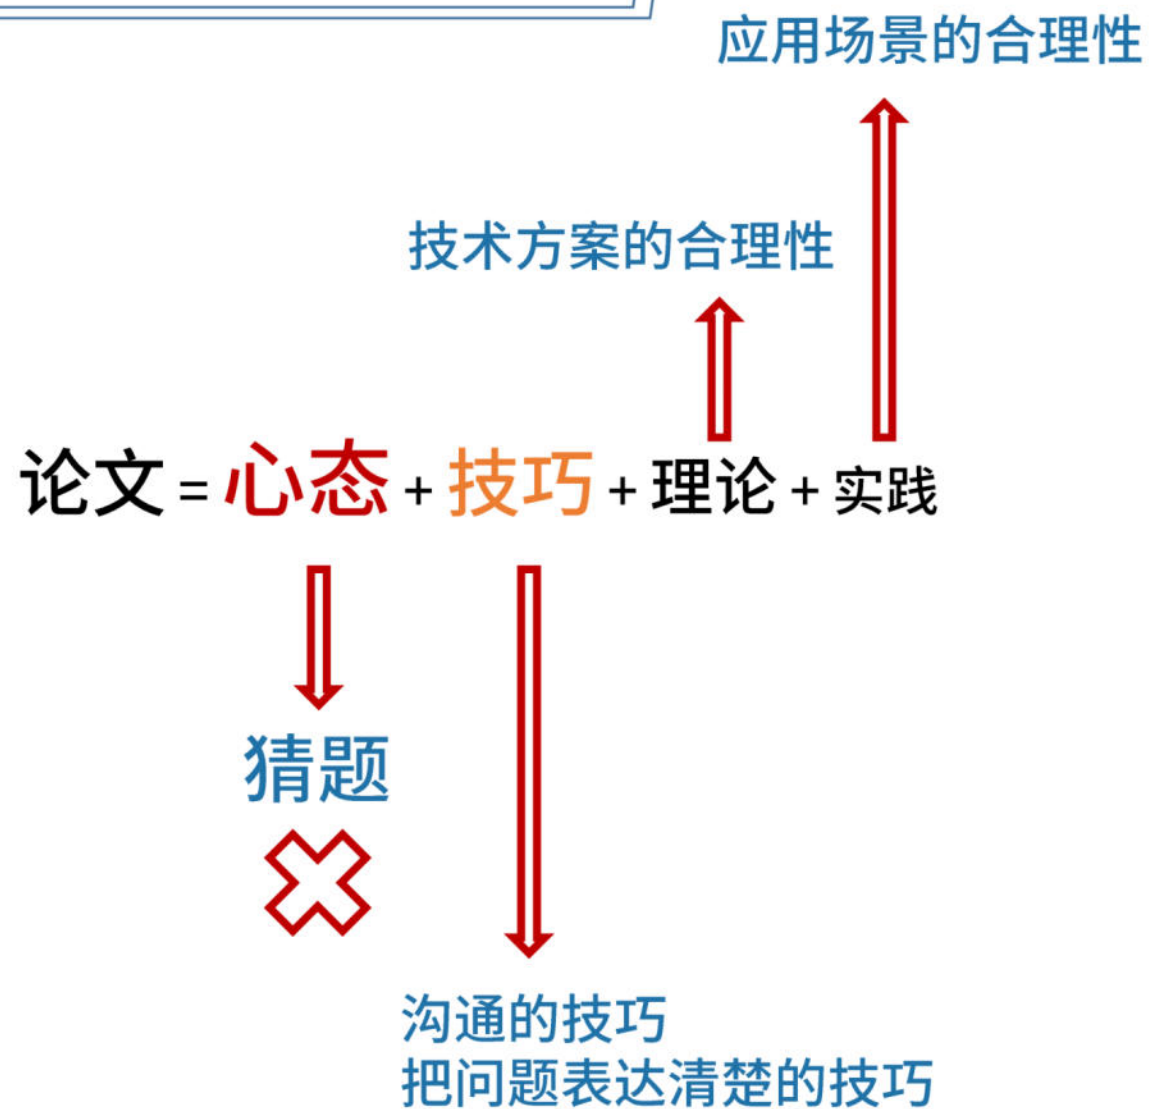 应用场景的合理性
技术方案的合理性
论文=心态+技巧+理论+实践
猜题
沟通的技巧
把问题表达清楚的技巧